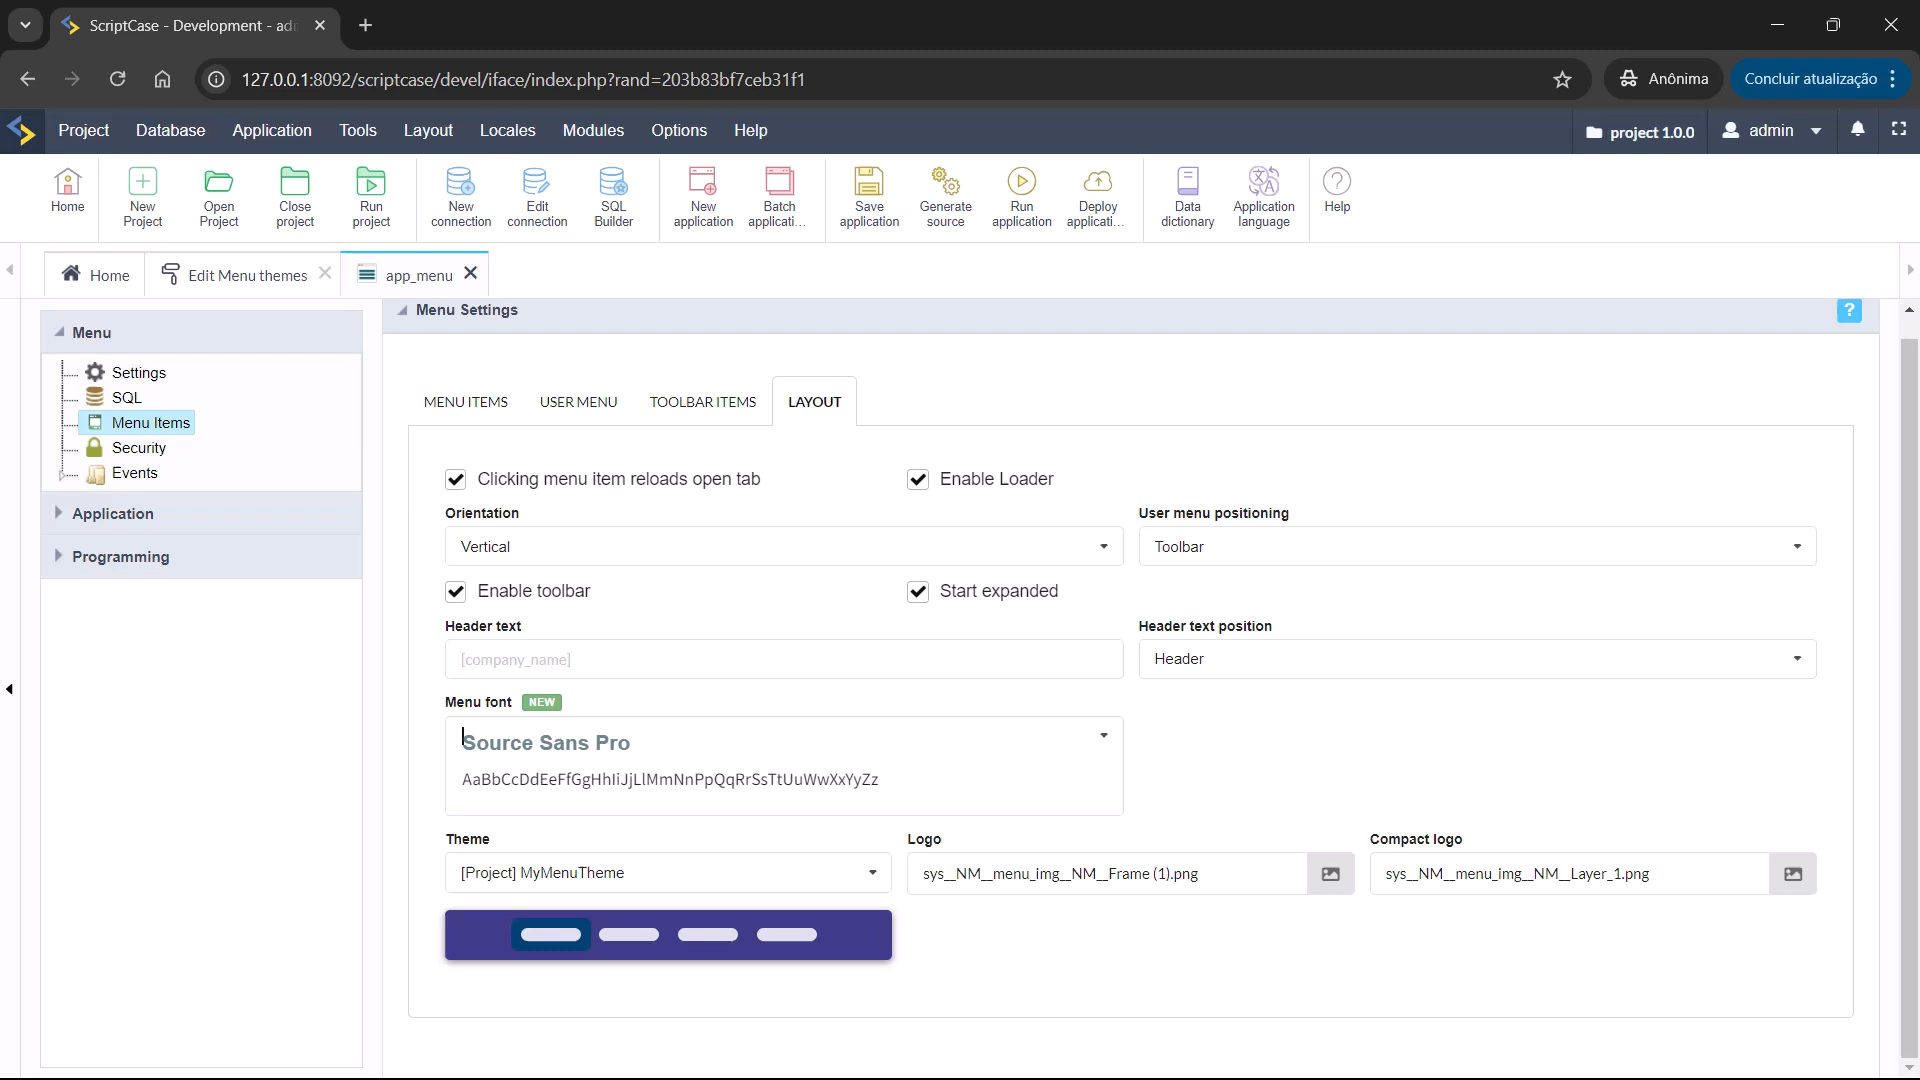 ScriptCase - Development - adr
127.0.0.1:8092/scriptcase/devel/iface/index.php?rand=203b83bf7ceb31f1
Anônima
Concluir atualização
Project Database Application Tools Layout Locales Modules Options Help
project 1.0.0
admin
Home
New Project
Open Project
Close project
Run project
New connection
Edit connection
SQL Builder
New application
Batch applicati...
Save application
Generate source
Run application
Deploy applicati...
Data dictionary
Application language
Help
Home
Edit Menu themes
app_menu
Menu
Settings
SQL
Menu Items
Security
Events
Application
Programming
Menu Settings
?
MENU ITEMS USER MENU TOOLBAR ITEMS LAYOUT
Clicking menu item reloads open tab
Enable Loader
Orientation
User menu positioning
Vertical
Toolbar
Enable toolbar
Start expanded
Header text
Header text position
[company_name]
Header
Menu font NEW
Source Sans Pro
AaBbCcDdEeFfGgHhIiJjLlMmNnPpQqRrSsTtUuWwXxYyZz
Theme
Logo
Compact logo
[Project] MyMenuTheme
sys__NM__menu_img__NM__Frame (1).png
sys__NM__menu_img__NM__Layer_1.png